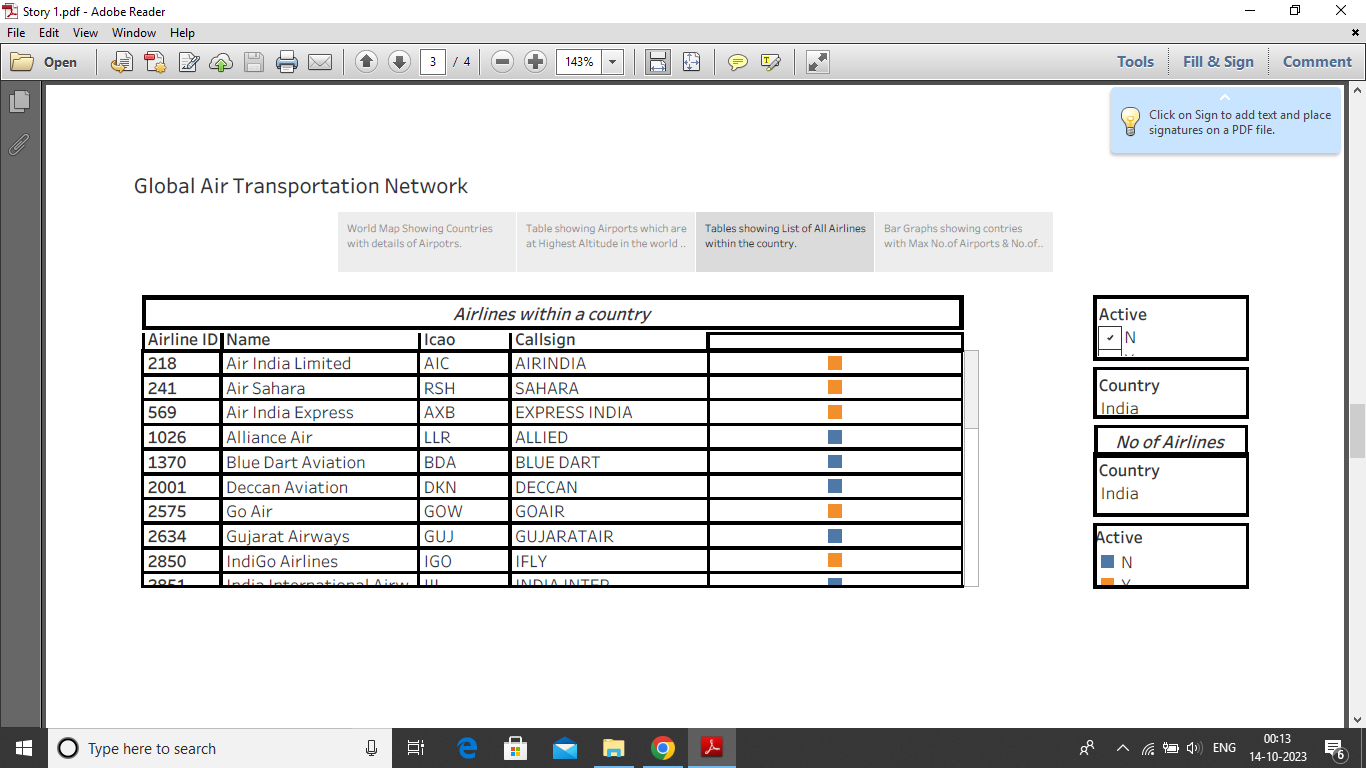 Story 1.pdf - Adobe Reader
File Edit View Window Help
Open 3 / 4 143% Tools Fill & Sign Comment
Click on Sign to add text and place
signatures on a PDF file.
Global Air Transportation Network
World Map Showing Countries
with details of Airpotrs.
Table showing Airports which are
at Highest Altitude in the world ..
Tables showing List of All Airlines
within the country.
Bar Graphs showing contries
with Max No.of Airports & No.of..
Airlines within a country
Airline ID Name Icao Callsign
218 Air India Limited AIC AIRINDIA
241 Air Sahara RSH SAHARA
569 Air India Express AXB EXPRESS INDIA
1026 Alliance Air LLR ALLIED
1370 Blue Dart Aviation BDA BLUE DART
2001 Deccan Aviation DKN DECCAN
2575 Go Air GOW GOAIR
2634 Gujarat Airways GUJ GUJARATAIR
2850 IndiGo Airlines IGO IFLY
2851 India International Airw INDIA INTER
Active
N
Country
India
No of Airlines
Country
India
Active
N
Y
Type here to search
ENG
00:13
14-10-2023
6